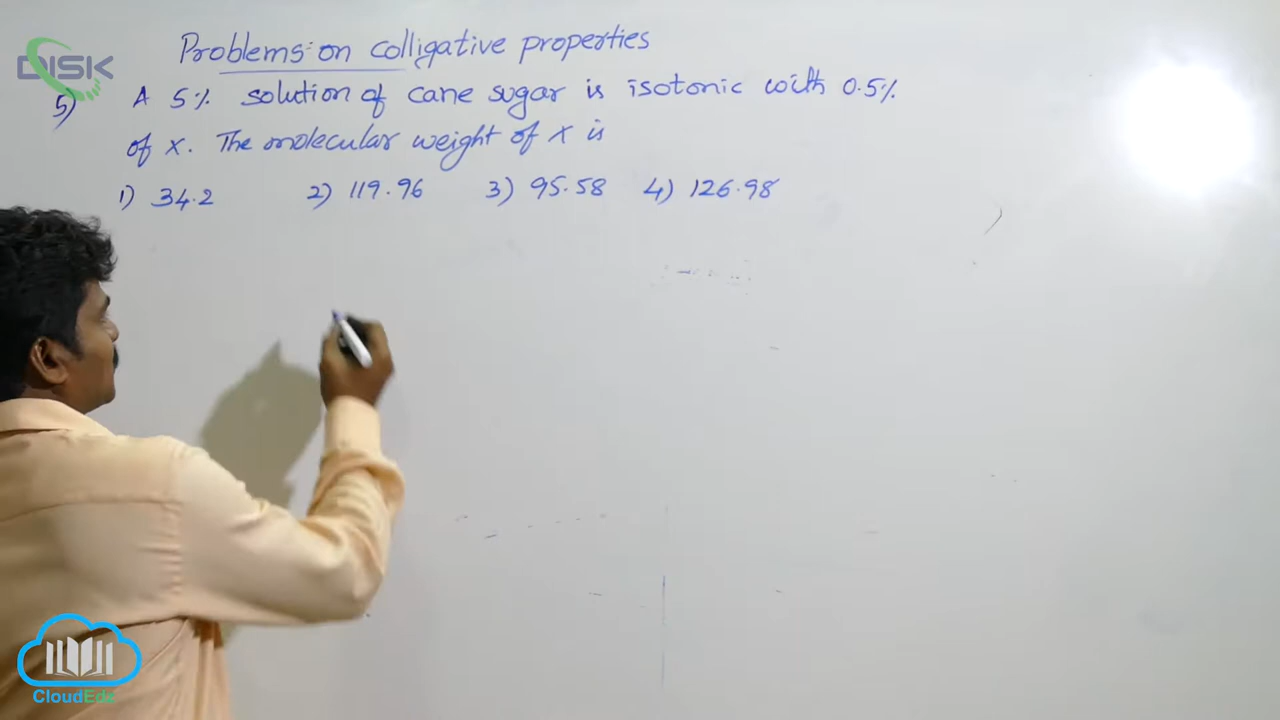 DISK
Problems on colligative properties
5) A 5% solution of cane sugar is isotonic with 0.5%
of X. The molecular weight of X is
1) 34.2 2) 119.96 3) 95.58 4) 126.98
CloudEdz